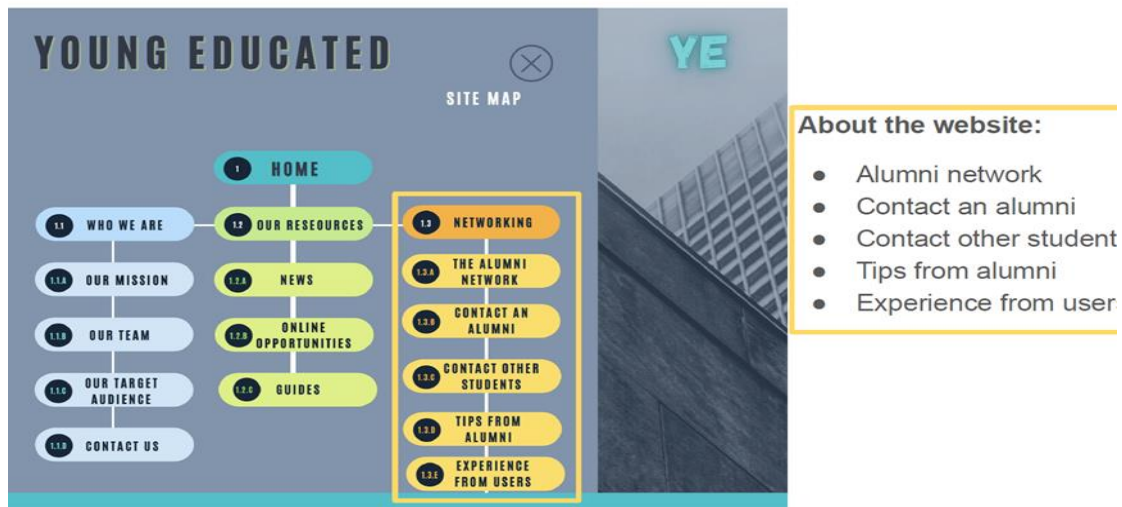 YOUNG EDUCATED
YE
SITE MAP
1 HOME
1.1 WHO WE ARE
1.2 OUR RESEOURCES
1.3 NETWORKING
1.1.A OUR MISSION
1.2.A NEWS
1.3.A THE ALUMNI
NETWORK
1.1.B OUR TEAM
1.2.B ONLINE
OPPORTUNITIES
1.3.B CONTACT AN
ALUMNI
1.1.C OUR TARGET
AUDIENCE
1.2.C GUIDES
1.3.C CONTACT OTHER
STUDENTS
1.1.D CONTACT US
1.3.D TIPS FROM
ALUMNI
1.3.E EXPERIENCE
FROM USERS
About the website:
● Alumni network
● Contact an alumni
● Contact other student
● Tips from alumni
● Experience from user